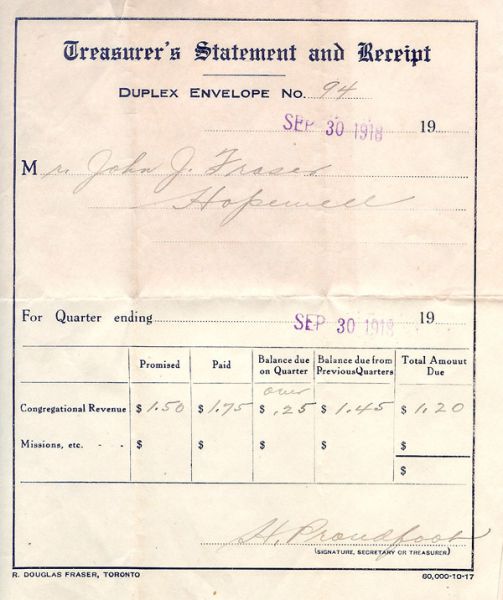 Treasurer's Statement and Receipt
DUPLEX ENVELOPE NO. 94
SEP 30 1918 19
Mr. John J. Fraser
Hopewell
For Quarter ending SEP 30 1918 19
Promised Paid Balance due on Quarter Balance due from Previous Quarters Total Amount Due
over
Congregational Revenue $ 1.50 $ 1.75 $ .25 $ 1.45 $ 1.20
Missions, etc. - - $ $ $ $ $
$
H. Proudfoot
(SIGNATURE, SECRETARY OR TREASURER)
R. DOUGLAS FRASER, TORONTO 60,000-10-17